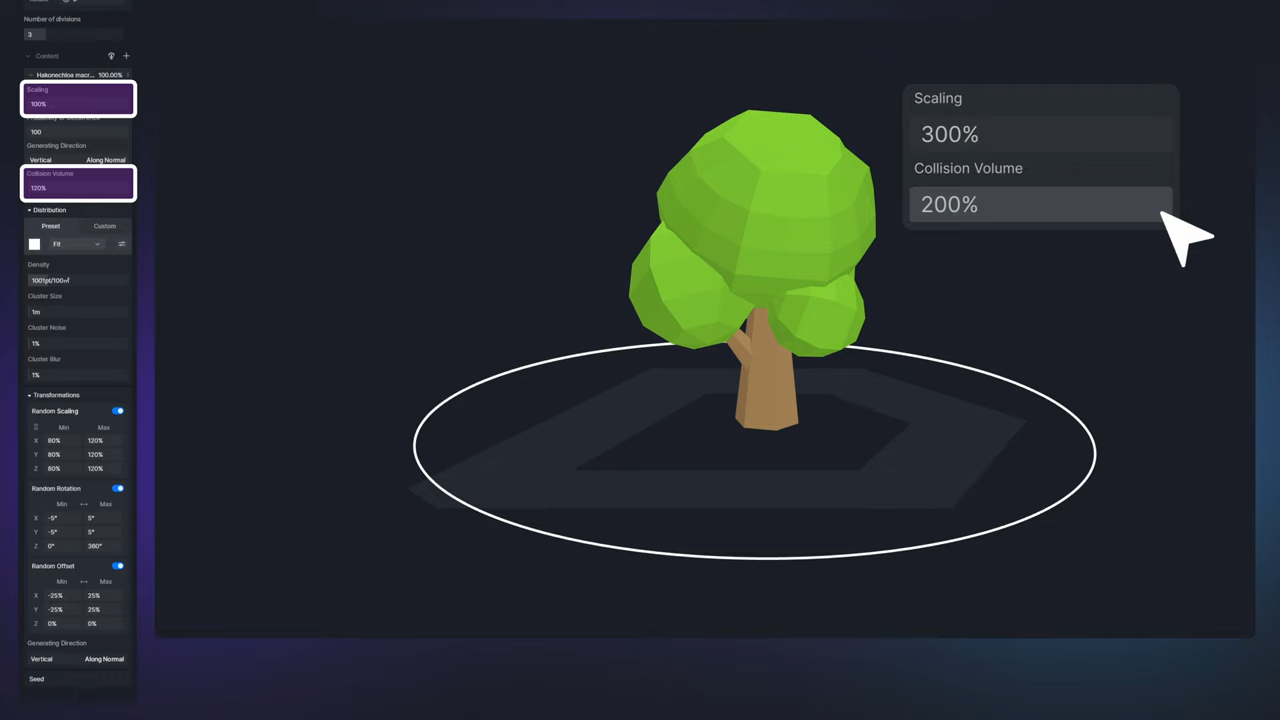 Number of divisions
3
Content
Hakonechloa macr... 100.00%
Scaling
100%
100
Generating Direction
Vertical Along Normal
Collision Volume
120%
Distribution
Preset Custom
Fit
Density
1001pt/100㎡
Cluster Size
1m
Cluster Noise
1%
Cluster Blur
1%
Transformations
Random Scaling
Min Max
X 80% 120%
Y 80% 120%
Z 80% 120%
Random Rotation
Min Max
X -5° 5°
Y -5° 5°
Z 0° 360°
Random Offset
Min Max
X -25% 25%
Y -25% 25%
Z 0% 0%
Generating Direction
Vertical Along Normal
Seed
Scaling
300%
Collision Volume
200%